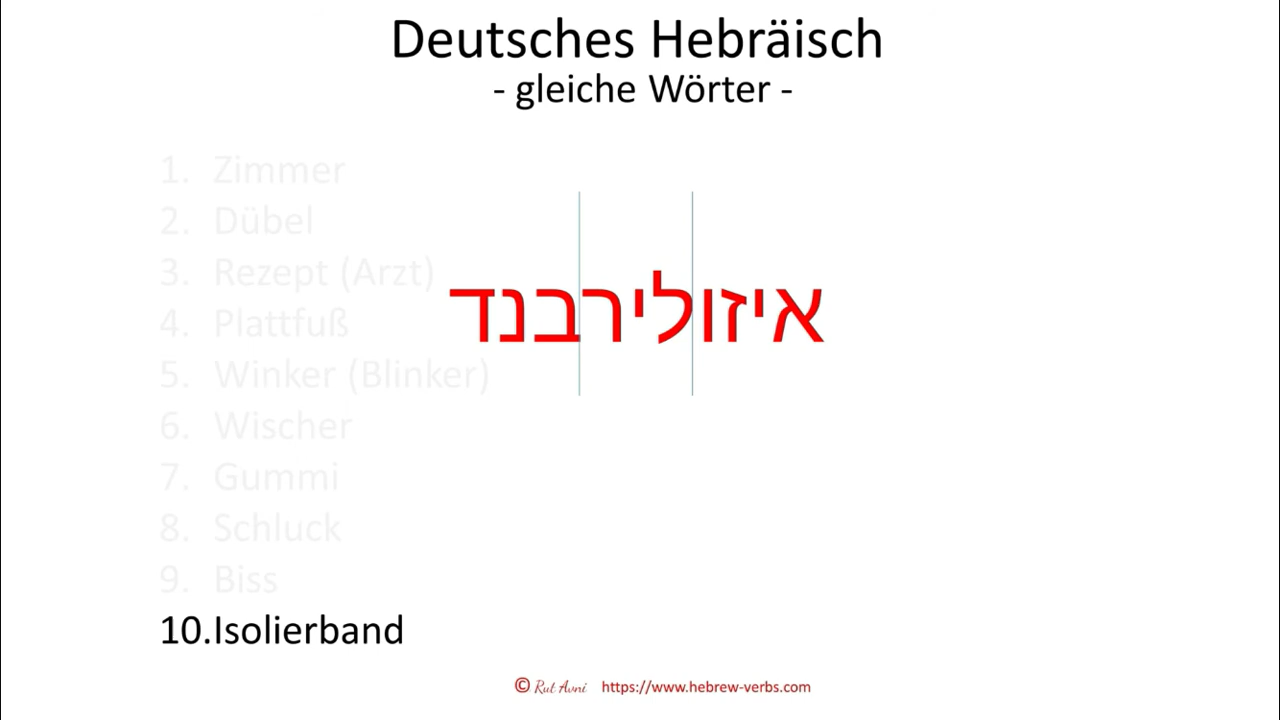 Deutsches Hebräisch
- gleiche Wörter -
1. Zimmer
2. Dübel
3. Rezept (Arzt)
4. Plattfuß
5. Winker (Blinker)
6. Wischer
7. Gummi
8. Schluck
9. Biss
10.Isolierband
איזולירבנד
© Rut Avni https://www.hebrew-verbs.com